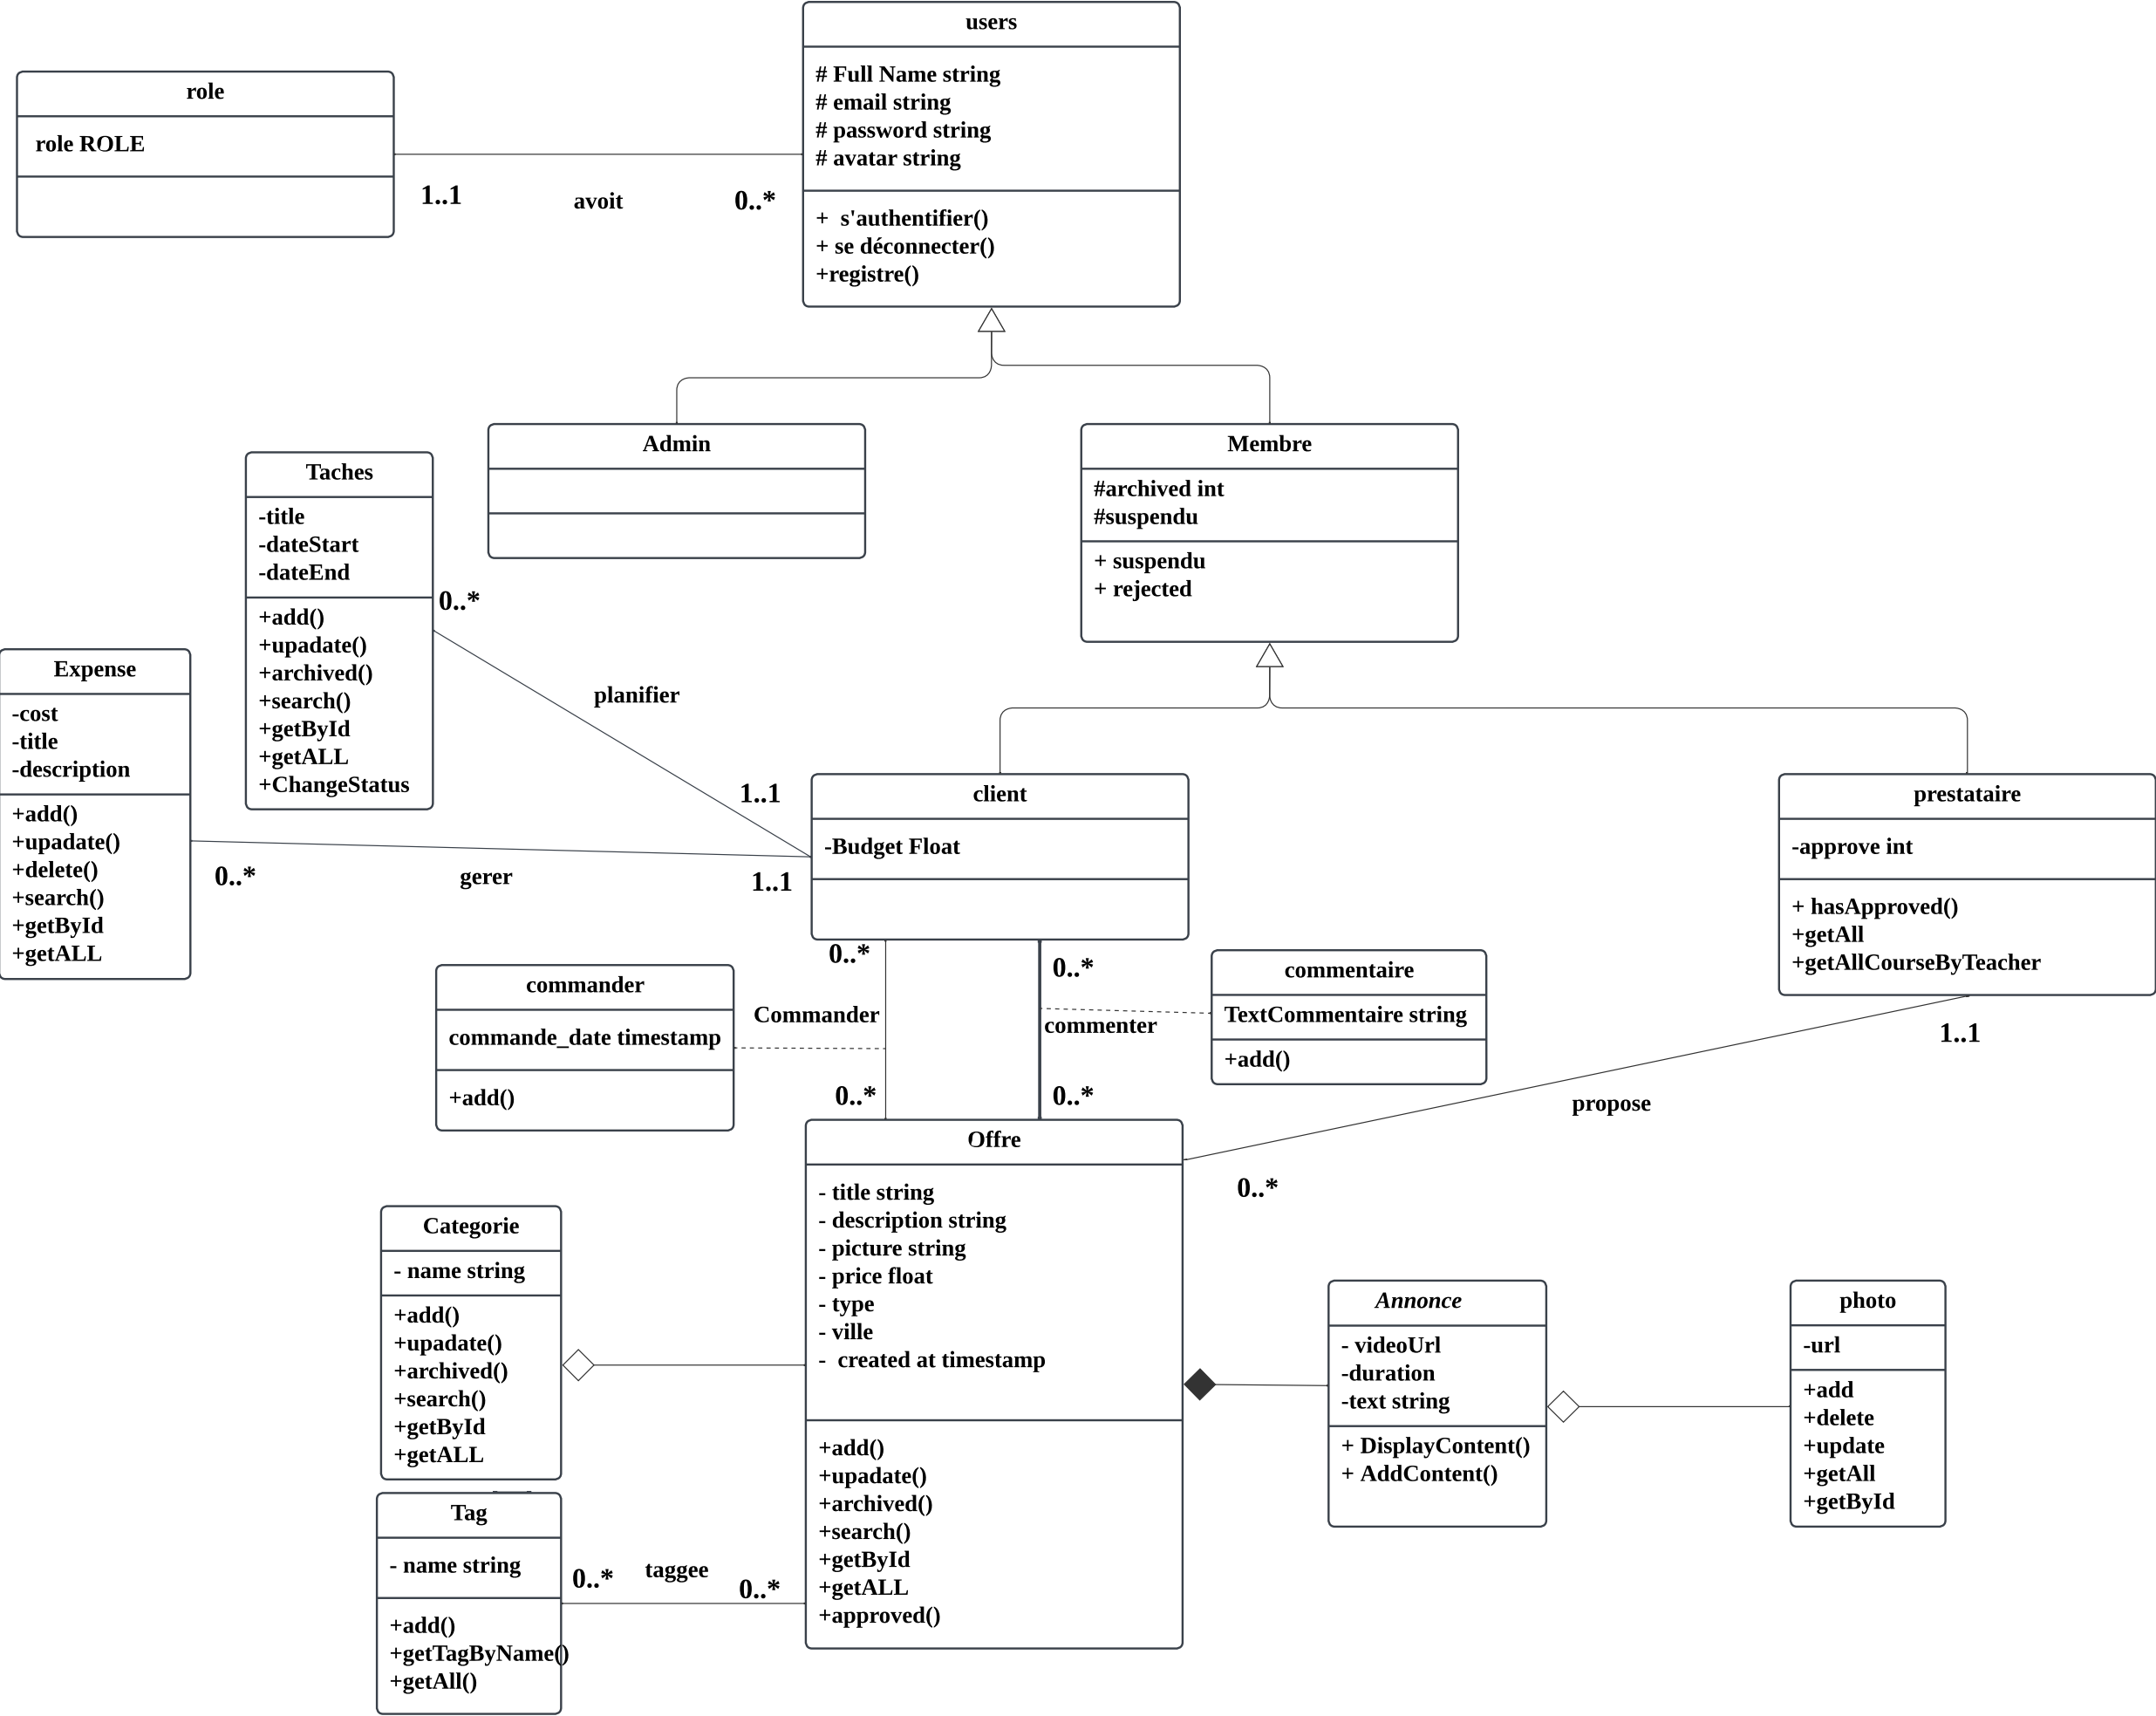 users
# Full Name string
# email string
# password string
# avatar string
+  s'authentifier()
+ se déconnecter()
+registre()
role
role ROLE
1..1
avoit
0..*
Admin
Membre
#archived int
#suspendu
+ suspendu
+ rejected
Taches
-title
-dateStart
-dateEnd
+add()
+upadate()
+archived()
+search()
+getById
+getALL
+ChangeStatus
0..*
planifier
1..1
Expense
-cost
-title
-description
+add()
+upadate()
+delete()
+search()
+getById
+getALL
0..*
gerer
1..1
client
-Budget Float
prestataire
-approve int
+ hasApproved()
+getAll
+getAllCourseByTeacher
commander
commande_date timestamp
+add()
0..*
Commander
0..*
0..*
commenter
0..*
commentaire
TextCommentaire string
+add()
1..1
propose
0..*
Offre
- title string
- description string
- picture string
- price float
- type
- ville
-  created at timestamp
+add()
+upadate()
+archived()
+search()
+getById
+getALL
+approved()
Categorie
- name string
+add()
+upadate()
+archived()
+search()
+getById
+getALL
Tag
- name string
+add()
+getTagByName()
+getAll()
0..*
taggee
0..*
Annonce
- videoUrl
-duration
-text string
+ DisplayContent()
+ AddContent()
photo
-url
+add
+delete
+update
+getAll
+getById